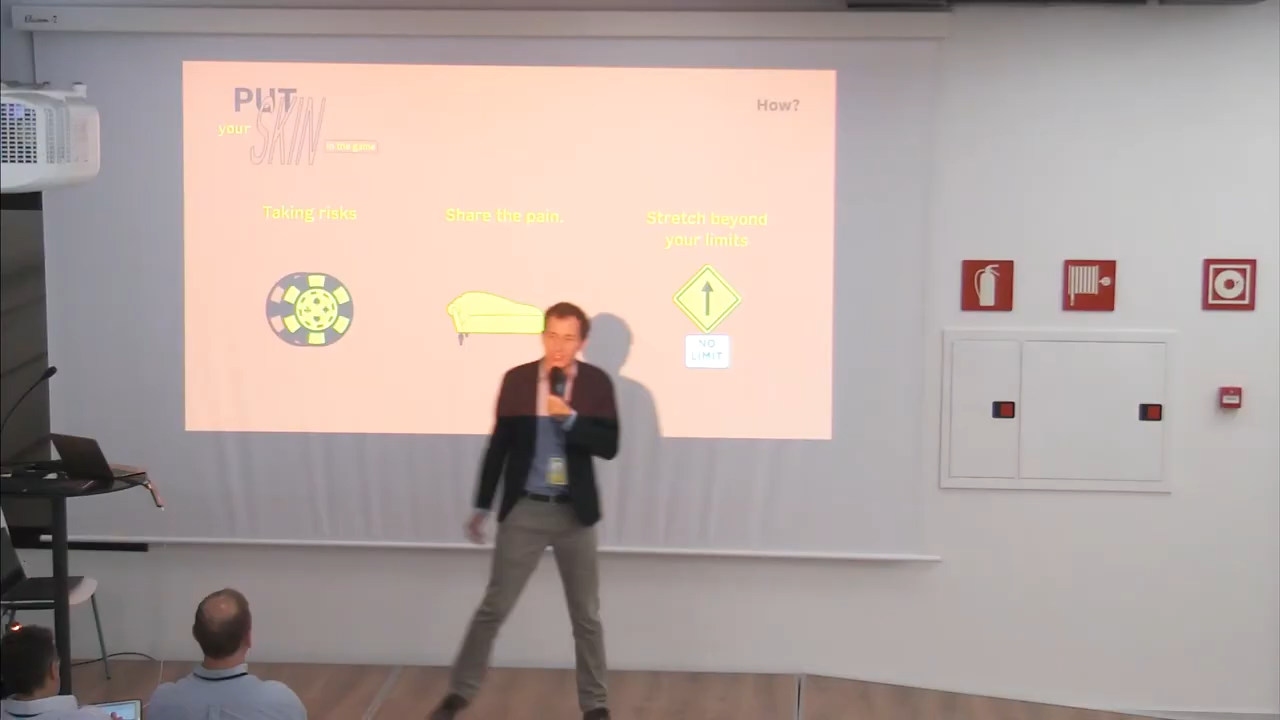 PUT
your SKIN in the game
How?
Taking risks
Share the pain.
Stretch beyond
your limits
NO
LIMIT